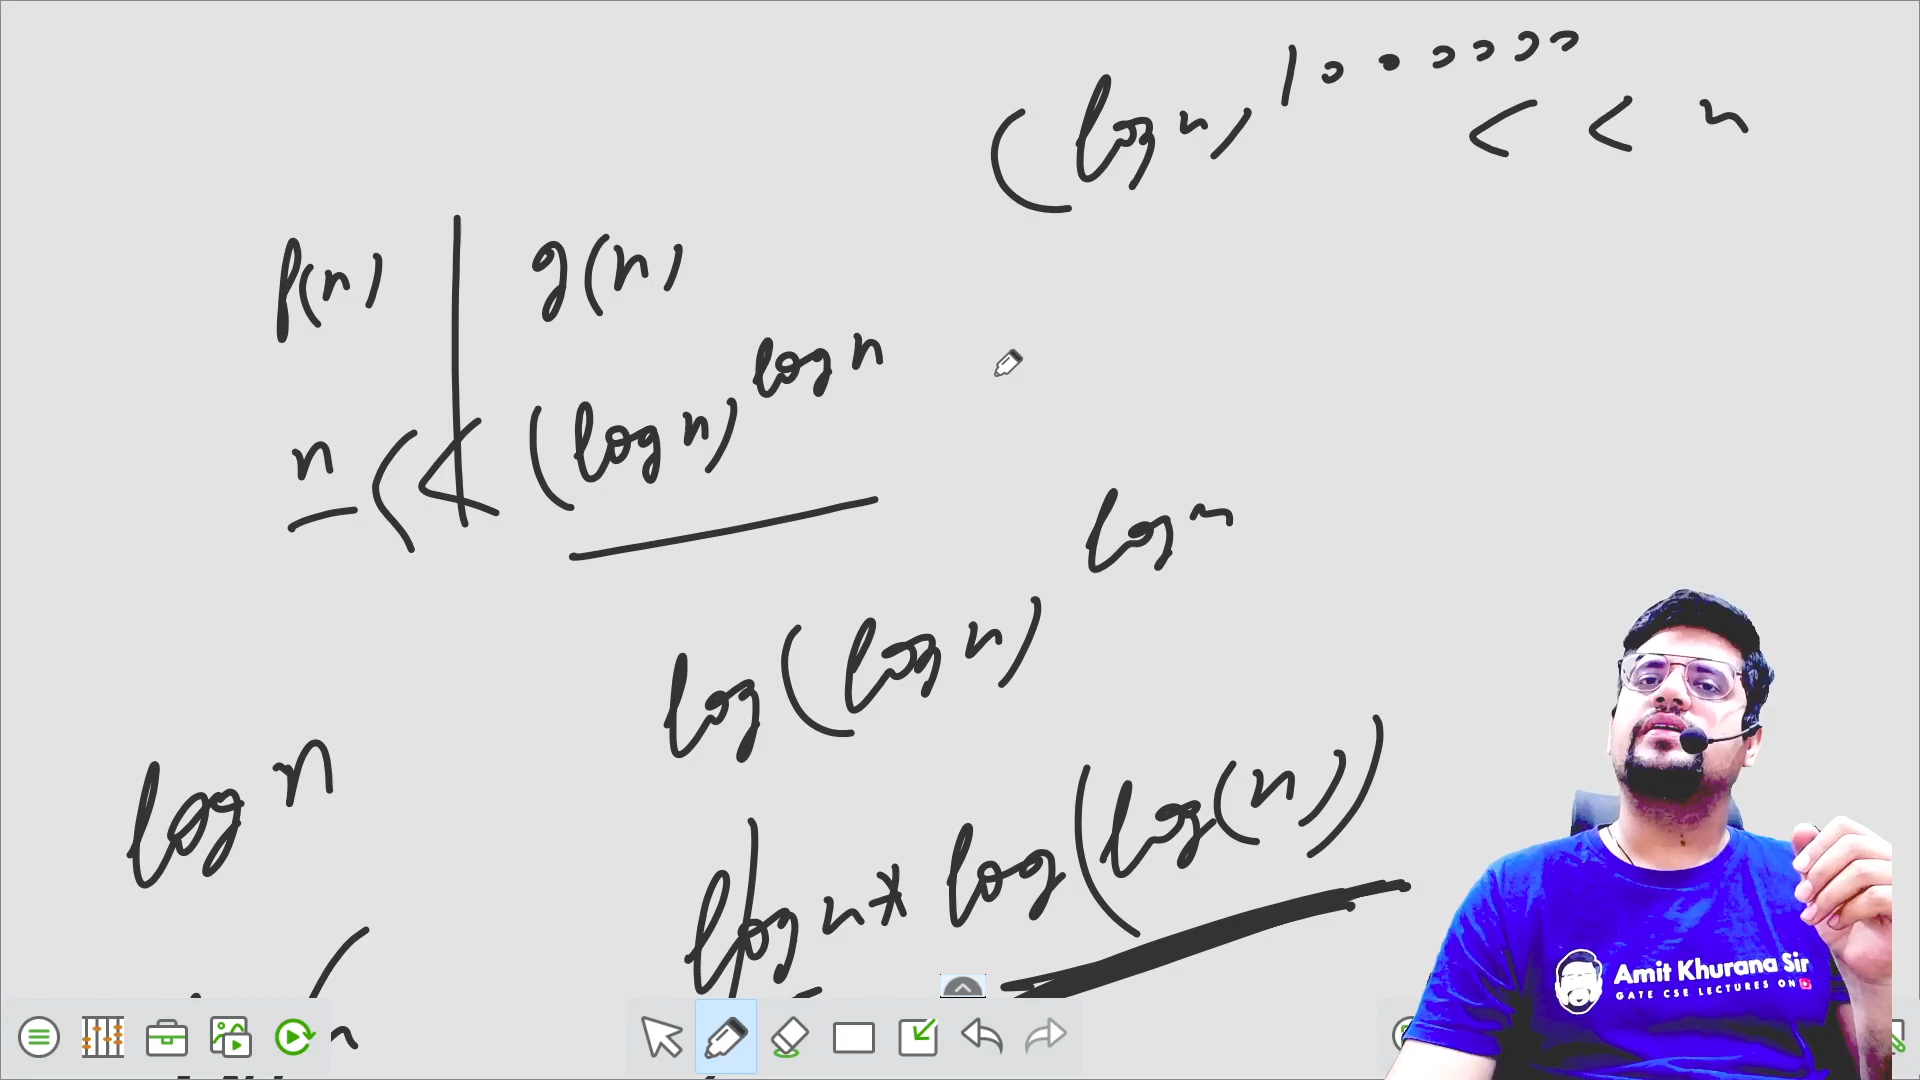 (log n)^1000000 << n
f(n) | g(n)
n << (log n)^log n
log (log n)^log n
log n
log n * log (log(n))
n
Amit Khurana Sir
GATE CSE LECTURES ON